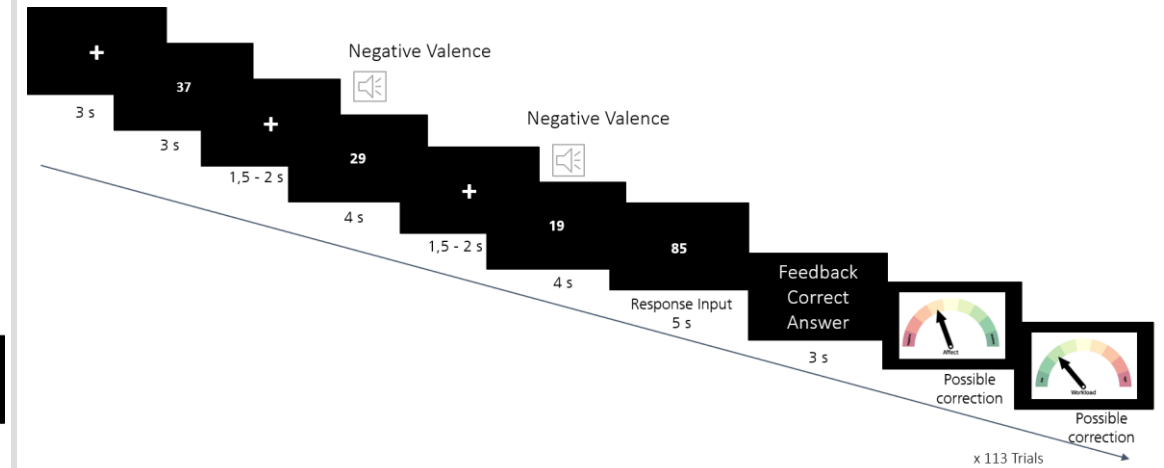 +
3 s
37
3 s
+
1,5 - 2 s
Negative Valence
29
4 s
+
1,5 - 2 s
Negative Valence
19
4 s
85
Response Input
5 s
Feedback
Correct
Answer
3 s
Affect
Possible
correction
Workload
Possible
correction
x 113 Trials